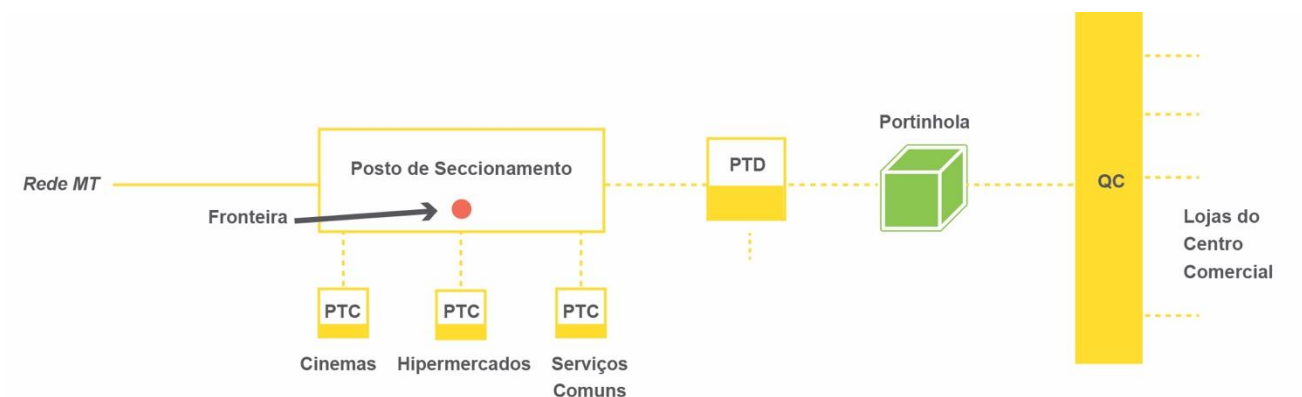 Portinhola
Posto de Seccionamento
PTD
QC
Rede MT
Fronteira
Lojas do
Centro
Comercial
PTC
PTC
PTC
Cinemas
Hipermercados
Serviços
Comuns